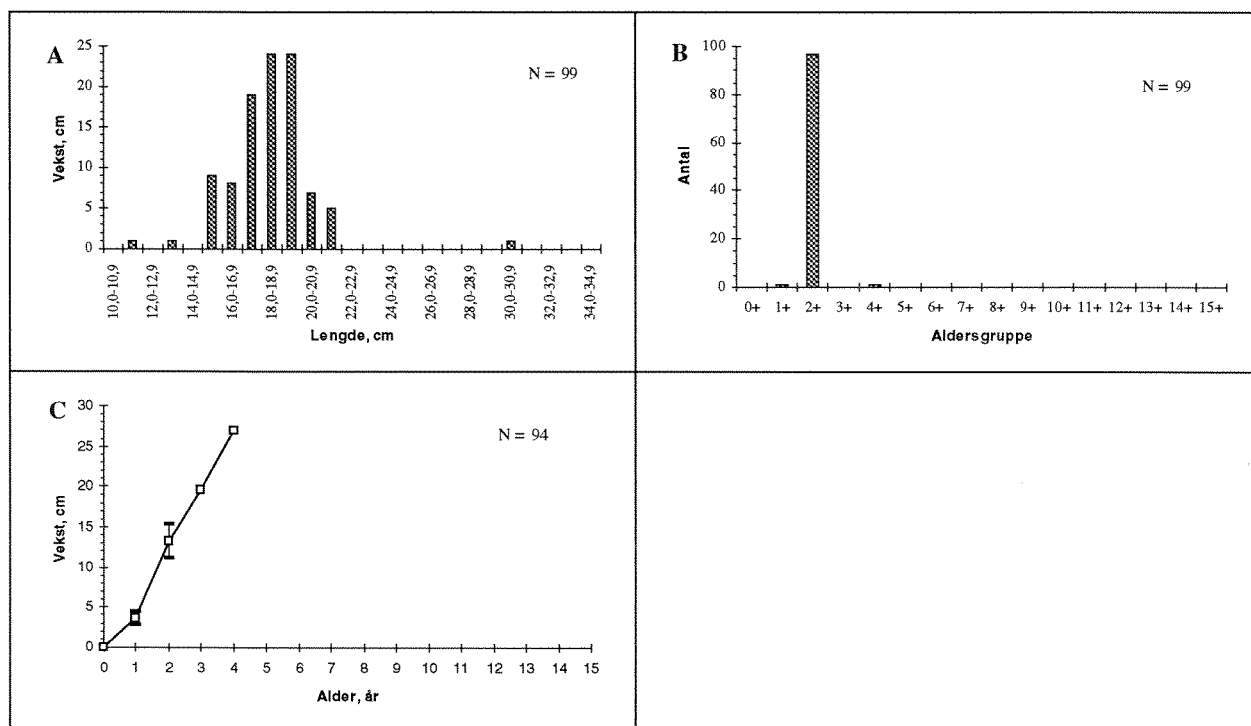 A
N = 99
Vekst, cm
25
20
15
10
5
0
10,0-10,9
12,0-12,9
14,0-14,9
16,0-16,9
18,0-18,9
20,0-20,9
22,0-22,9
24,0-24,9
26,0-26,9
28,0-28,9
30,0-30,9
32,0-32,9
34,0-34,9
Lengde, cm
B
N = 99
Antal
100
80
60
40
20
0
0+ 1+ 2+ 3+ 4+ 5+ 6+ 7+ 8+ 9+ 10+ 11+ 12+ 13+ 14+ 15+
Aldersgruppe
C
N = 94
Vekst, cm
30
25
20
15
10
5
0
0 1 2 3 4 5 6 7 8 9 10 11 12 13 14 15
Alder, år